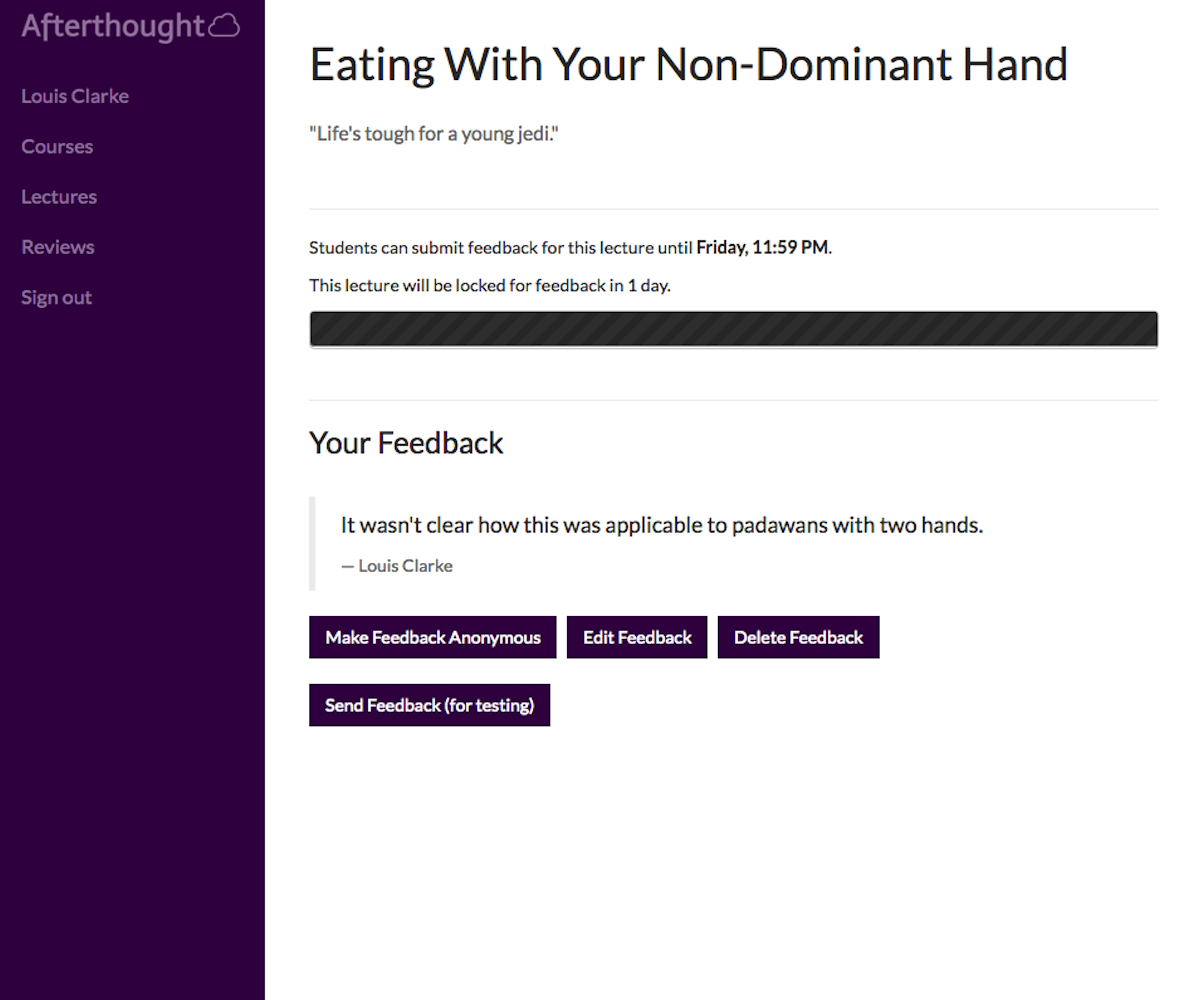 Afterthought
Louis Clarke
Courses
Lectures
Reviews
Sign out
Eating With Your Non-Dominant Hand
"Life's tough for a young jedi."
Students can submit feedback for this lecture until Friday, 11:59 PM.
This lecture will be locked for feedback in 1 day.
Your Feedback
It wasn't clear how this was applicable to padawans with two hands.
— Louis Clarke
Make Feedback Anonymous
Edit Feedback
Delete Feedback
Send Feedback (for testing)